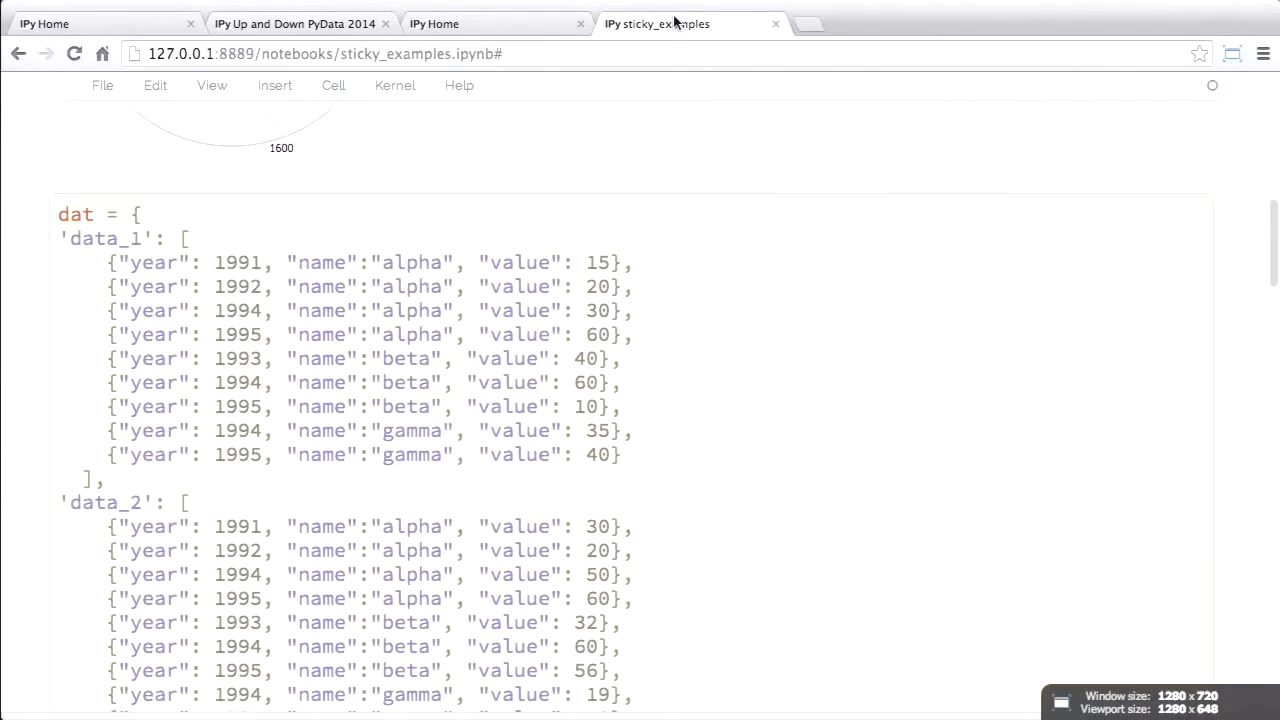 IPy Home
IPy Up and Down PyData 2014
IPy Home
IPy sticky_examples
127.0.0.1:8889/notebooks/sticky_examples.ipynb#
File Edit View Insert Cell Kernel Help
1600
dat = {
'data_1': [
{"year": 1991, "name":"alpha", "value": 15},
{"year": 1992, "name":"alpha", "value": 20},
{"year": 1994, "name":"alpha", "value": 30},
{"year": 1995, "name":"alpha", "value": 60},
{"year": 1993, "name":"beta", "value": 40},
{"year": 1994, "name":"beta", "value": 60},
{"year": 1995, "name":"beta", "value": 10},
{"year": 1994, "name":"gamma", "value": 35},
{"year": 1995, "name":"gamma", "value": 40}
],
'data_2': [
{"year": 1991, "name":"alpha", "value": 30},
{"year": 1992, "name":"alpha", "value": 20},
{"year": 1994, "name":"alpha", "value": 50},
{"year": 1995, "name":"alpha", "value": 60},
{"year": 1993, "name":"beta", "value": 32},
{"year": 1994, "name":"beta", "value": 60},
{"year": 1995, "name":"beta", "value": 56},
{"year": 1994, "name":"gamma", "value": 19},
Window size: 1280 x 720
Viewport size: 1280 x 648